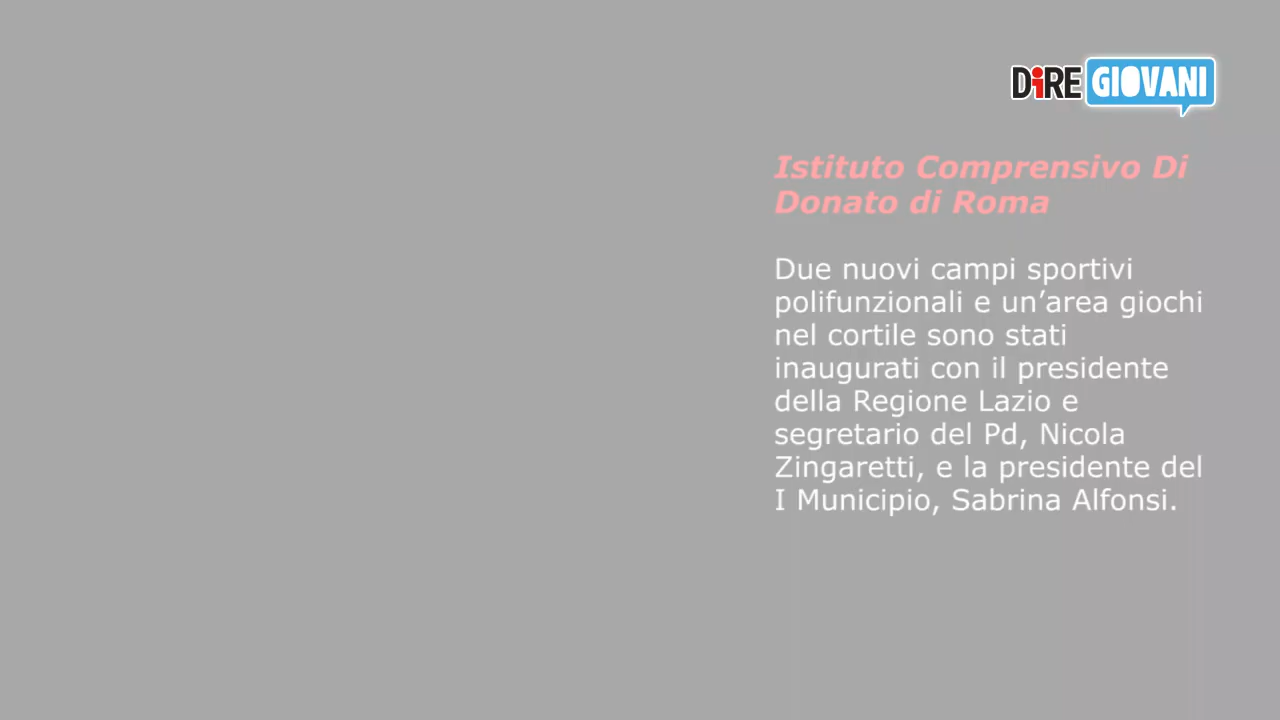 DiRE GIOVANI
Istituto Comprensivo Di
Donato di Roma
Due nuovi campi sportivi
polifunzionali e un’area giochi
nel cortile sono stati
inaugurati con il presidente
della Regione Lazio e
segretario del Pd, Nicola
Zingaretti, e la presidente del
I Municipio, Sabrina Alfonsi.